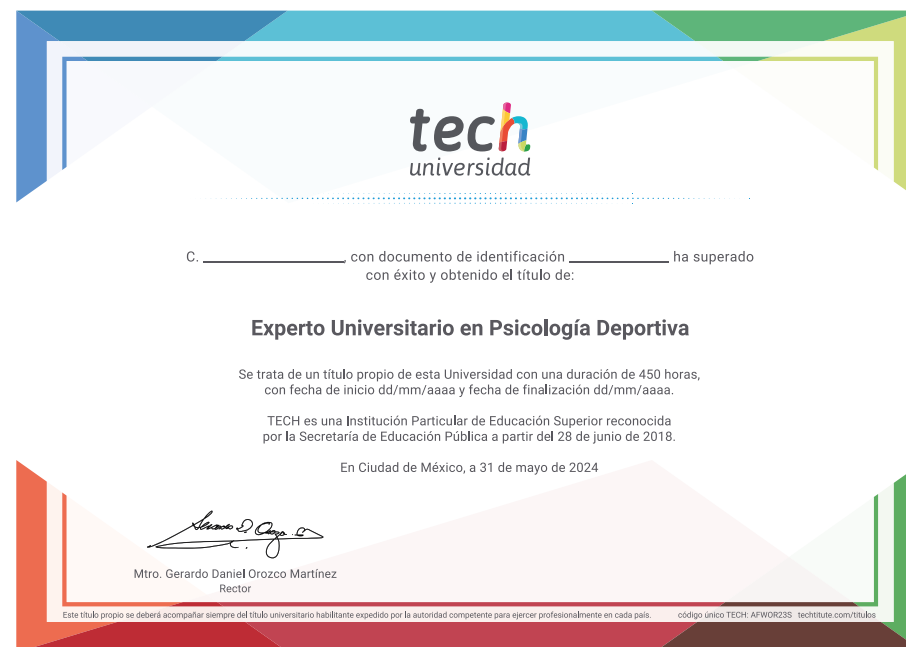 tech
universidad
C. ____________________, con documento de identificación ______________ ha superado
con éxito y obtenido el título de:
Experto Universitario en Psicología Deportiva
Se trata de un título propio de esta Universidad con una duración de 450 horas,
con fecha de inicio dd/mm/aaaa y fecha de finalización dd/mm/aaaa.
TECH es una Institución Particular de Educación Superior reconocida
por la Secretaría de Educación Pública a partir del 28 de junio de 2018.
En Ciudad de México, a 31 de mayo de 2024
Mtro. Gerardo Daniel Orozco Martínez
Rector
Este título propio se deberá acompañar siempre del título universitario habilitante expedido por la autoridad competente para ejercer profesionalmente en cada país. código único TECH: AFWOR23S techtitute.com/titulos